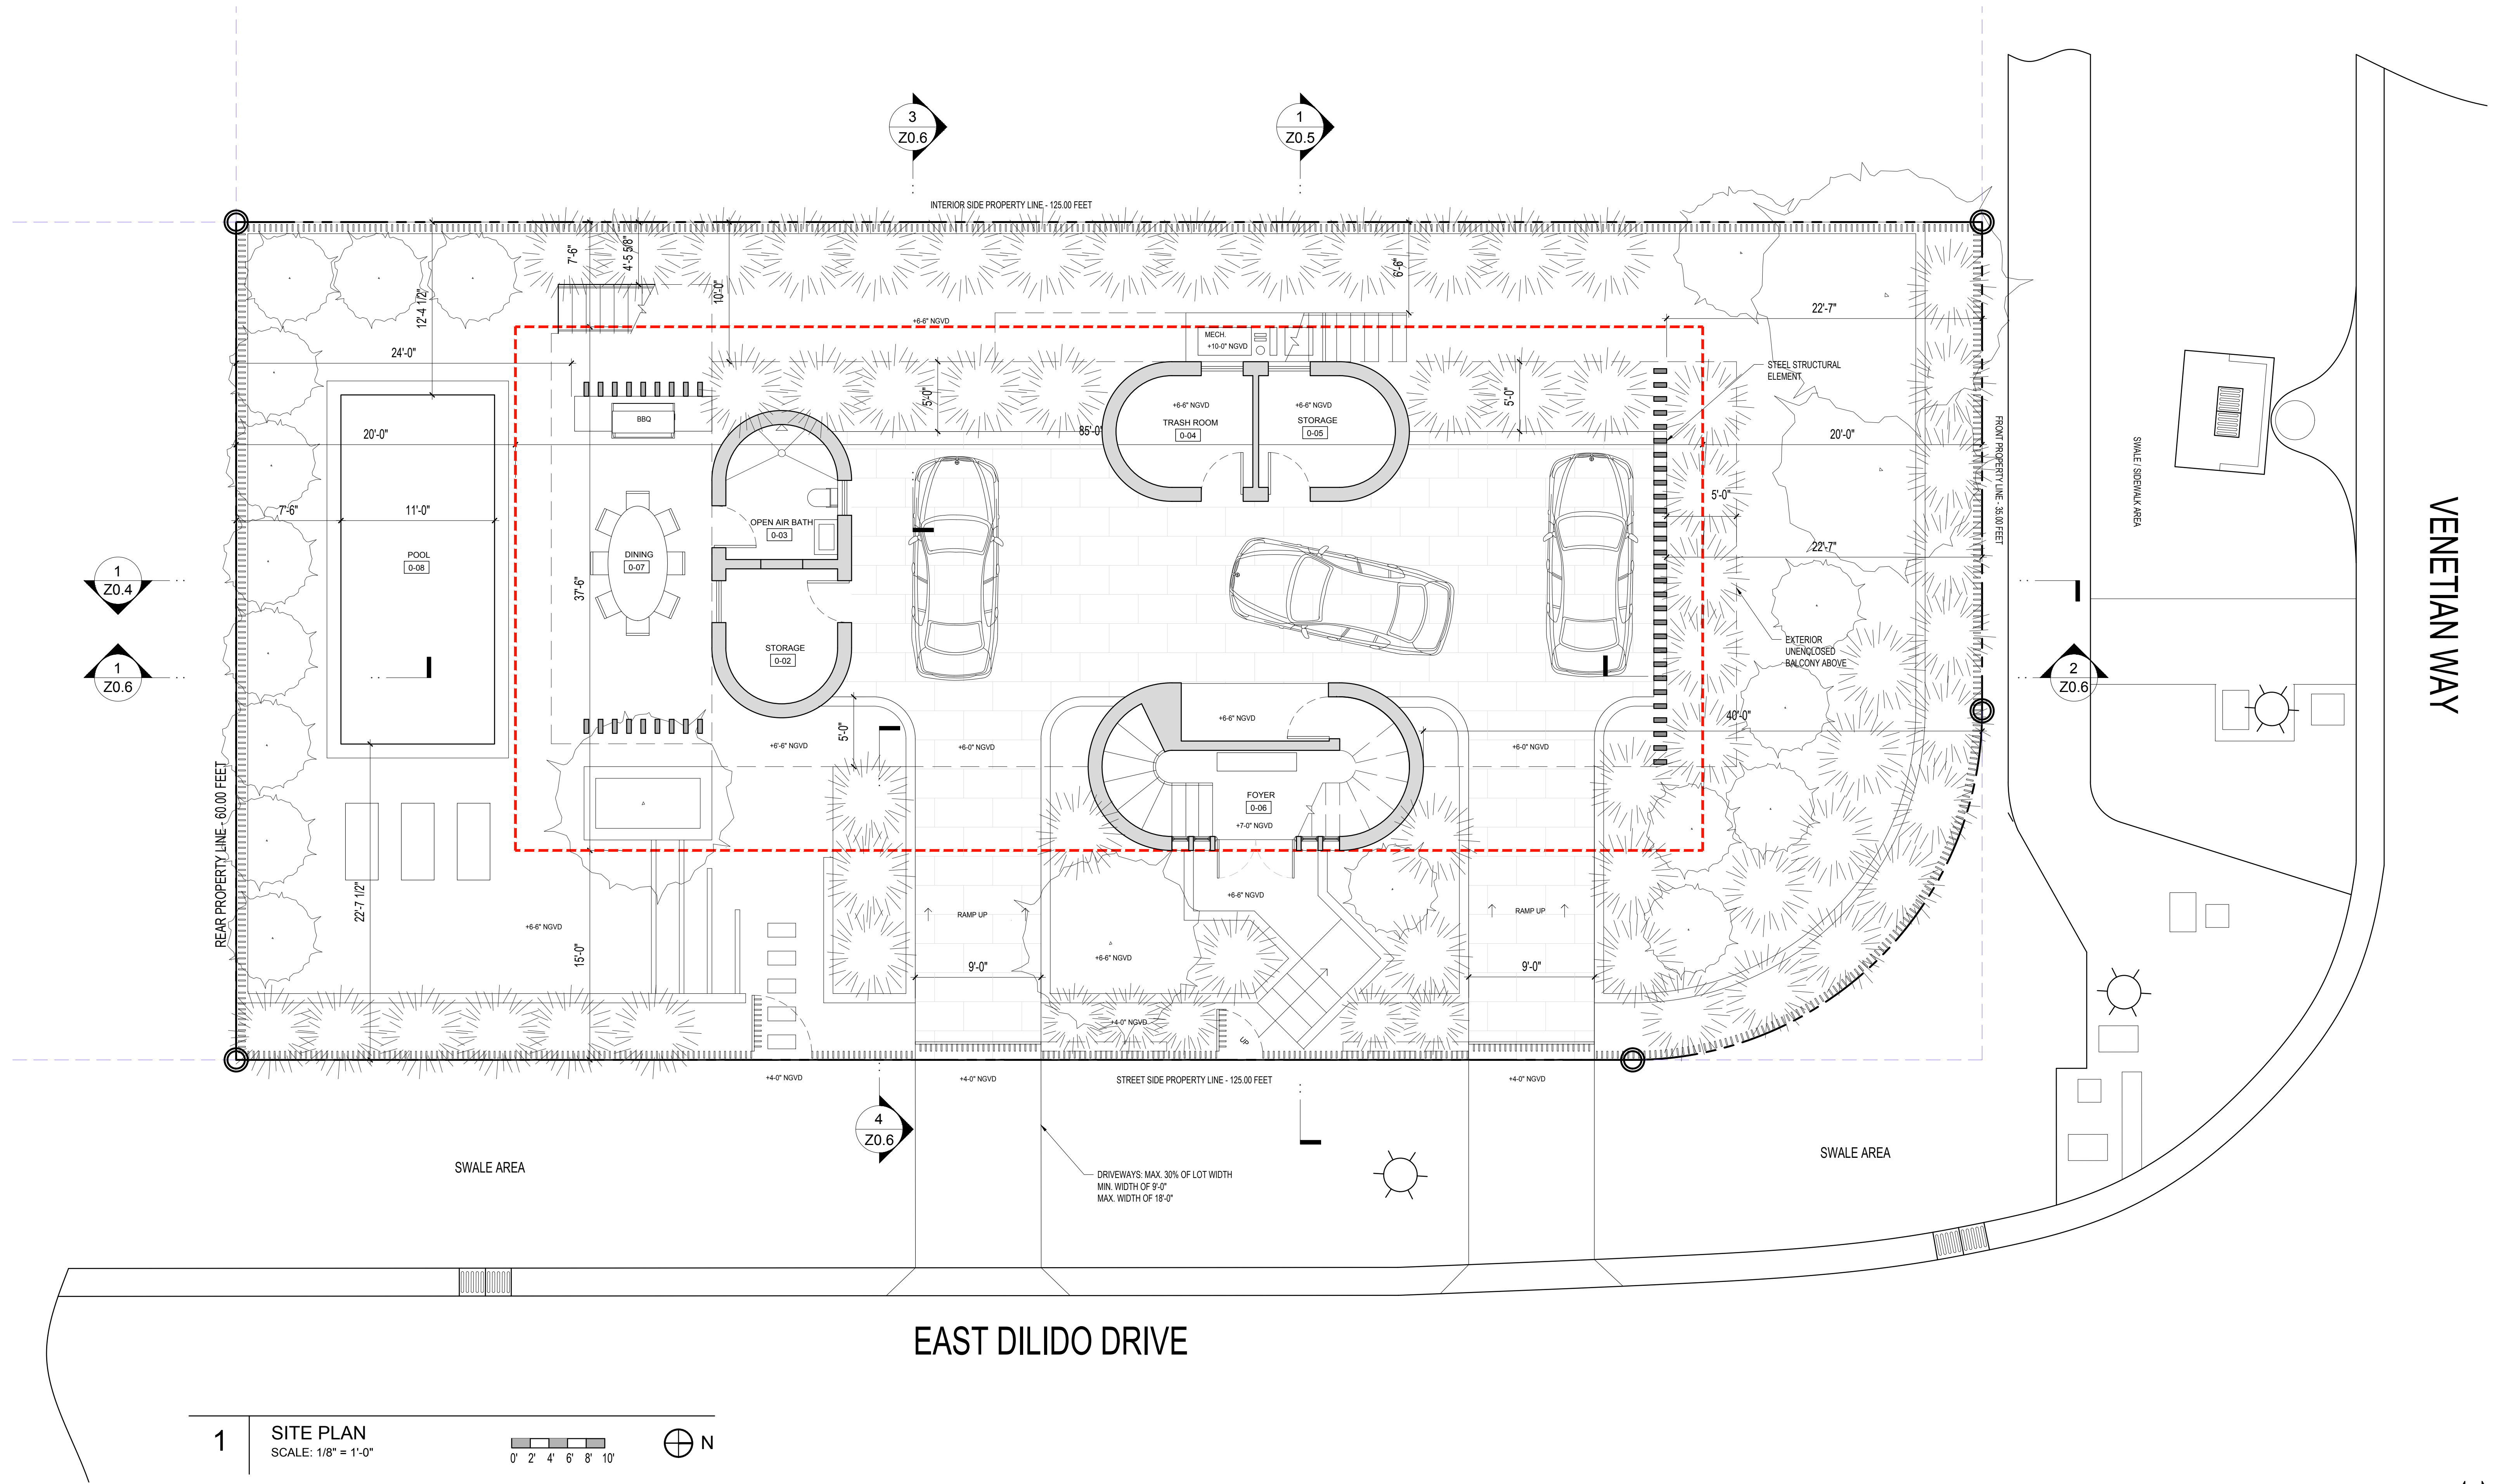 3
Z0.6
1
Z0.5
INTERIOR SIDE PROPERTY LINE - 125.00 FEET
7'-6"
4'-5 5/8"
10'-0"
12'-4 1/2"
6'-6"
22'-7"
+6-6" NGVD
MECH.
+10-0" NGVD
24'-0"
STEEL STRUCTURAL
ELEMENT
5'-0"
5'-0"
BBQ
+6-6" NGVD
TRASH ROOM
0-04
+6-6" NGVD
STORAGE
0-05
20'-0"
85'-0"
20'-0"
FRONT PROPERTY LINE - 35.00 FEET
SWALE / SIDEWALK AREA
VENETIAN WAY
7'-6"
11'-0"
5'-0"
OPEN AIR BATH
0-03
POOL
0-08
DINING
0-07
37'-6"
22'-7"
1
Z0.4
1
Z0.6
STORAGE
0-02
EXTERIOR
UNENCLOSED
BALCONY ABOVE
2
Z0.6
5'-0"
+6-6" NGVD
40'-0"
+6'-6" NGVD
+6-0" NGVD
+6-0" NGVD
FOYER
0-06
+7-0" NGVD
REAR PROPERTY LINE - 60.00 FEET
22'-7 1/2"
15'-0"
+6-6" NGVD
RAMP UP
+6-6" NGVD
RAMP UP
+6-6" NGVD
9'-0"
9'-0"
+4-0" NGVD
UP
+4-0" NGVD
+4-0" NGVD
STREET SIDE PROPERTY LINE - 125.00 FEET
+4-0" NGVD
4
Z0.6
SWALE AREA
DRIVEWAYS: MAX. 30% OF LOT WIDTH
MIN. WIDTH OF 9'-0"
MAX. WIDTH OF 18'-0"
SWALE AREA
EAST DILIDO DRIVE
1
SITE PLAN
SCALE: 1/8" = 1'-0"
0' 2' 4' 6' 8' 10'
N